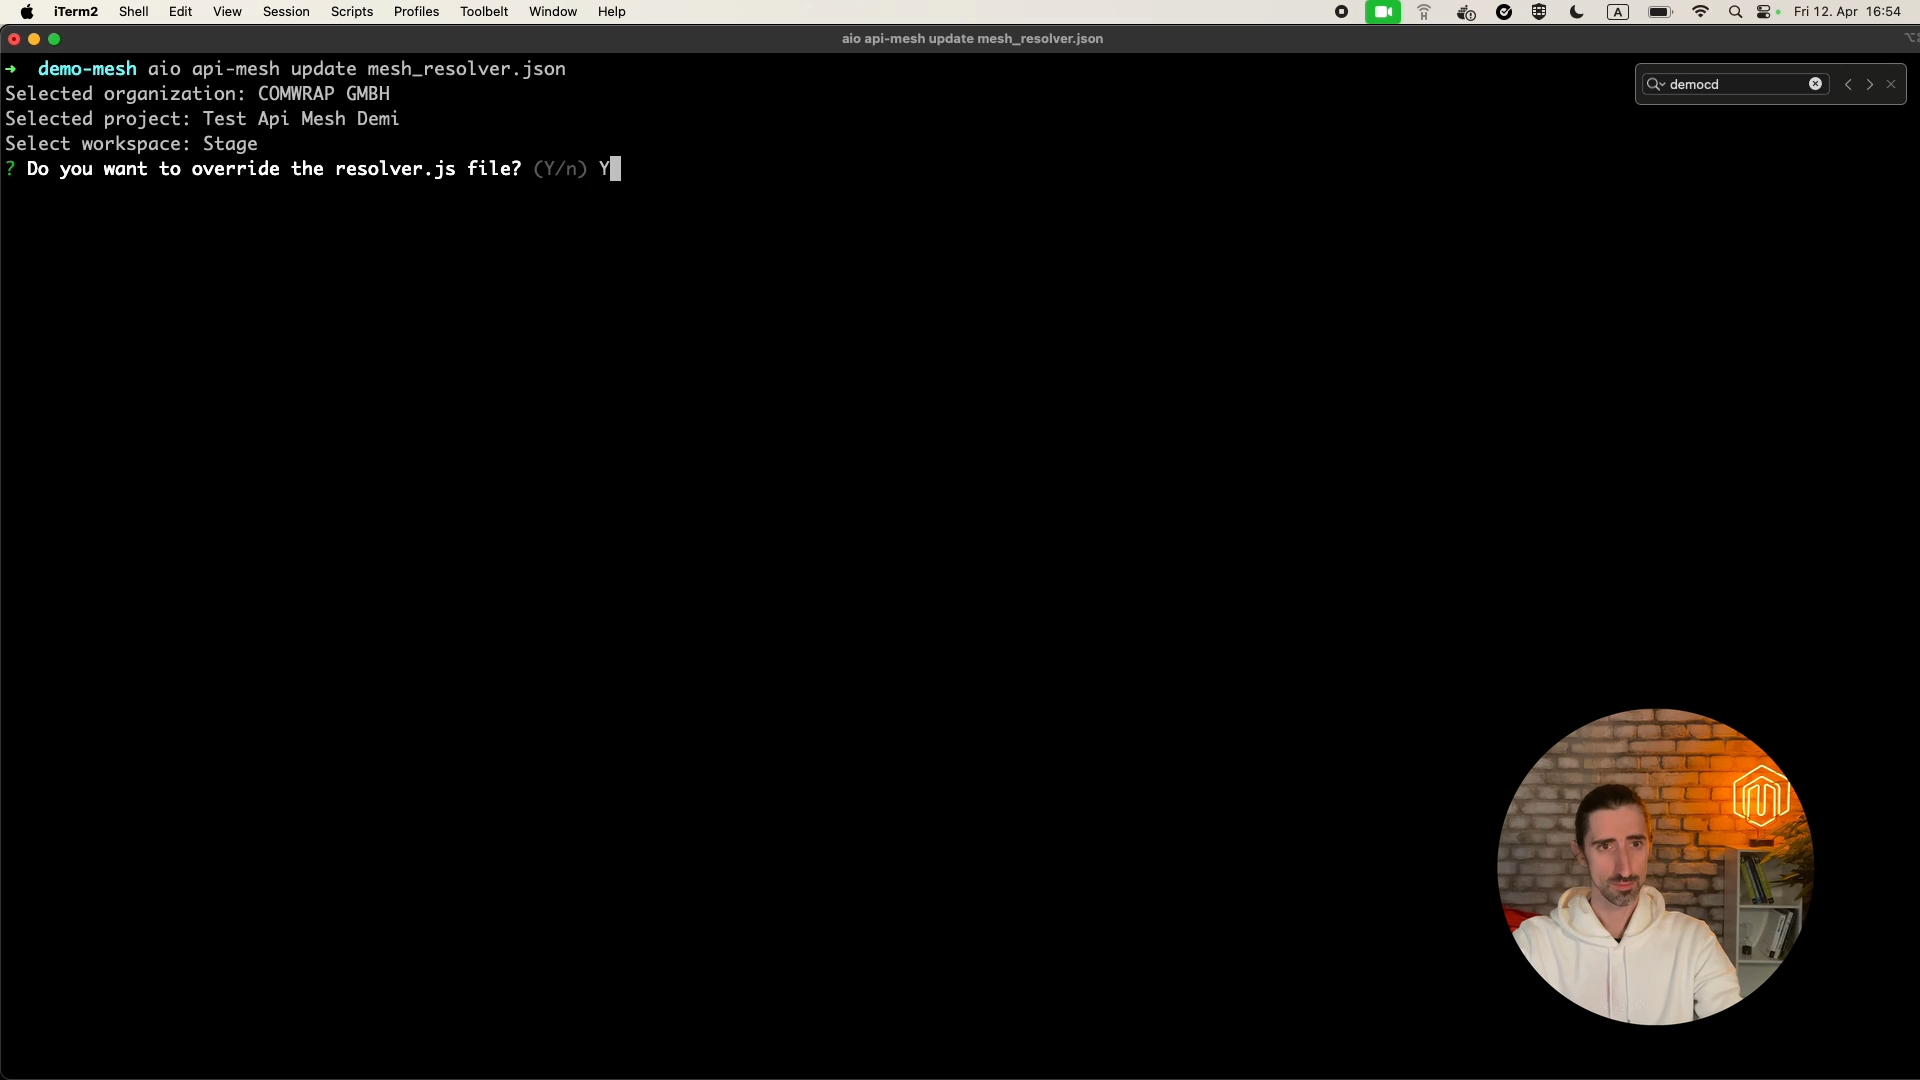 iTerm2 Shell Edit View Session Scripts Profiles Toolbelt Window Help A Fri 12. Apr 16:54
aio api-mesh update mesh_resolver.json
➜ demo-mesh aio api-mesh update mesh_resolver.json
democd
Selected organization: COMWRAP GMBH
Selected project: Test Api Mesh Demi
Select workspace: Stage
? Do you want to override the resolver.js file? (Y/n) Y